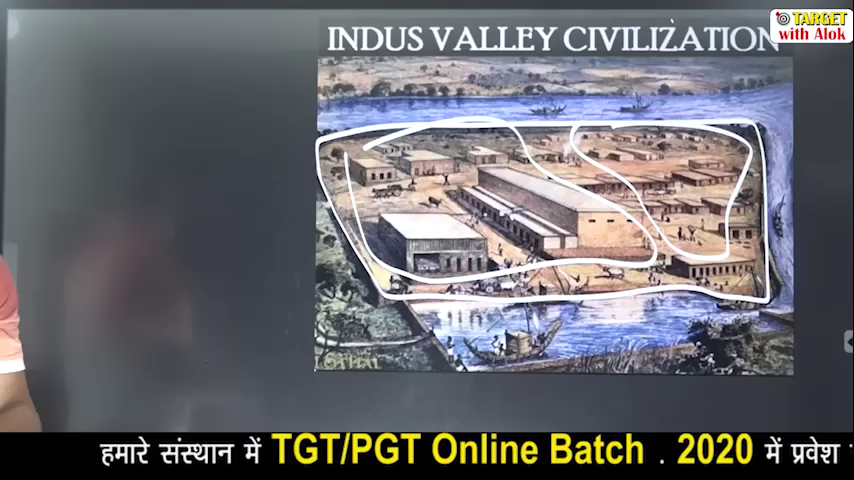 TARGET
with Alok
INDUS VALLEY CIVILIZATION
हमारे संस्थान में TGT/PGT Online Batch . 2020 में प्रवेश